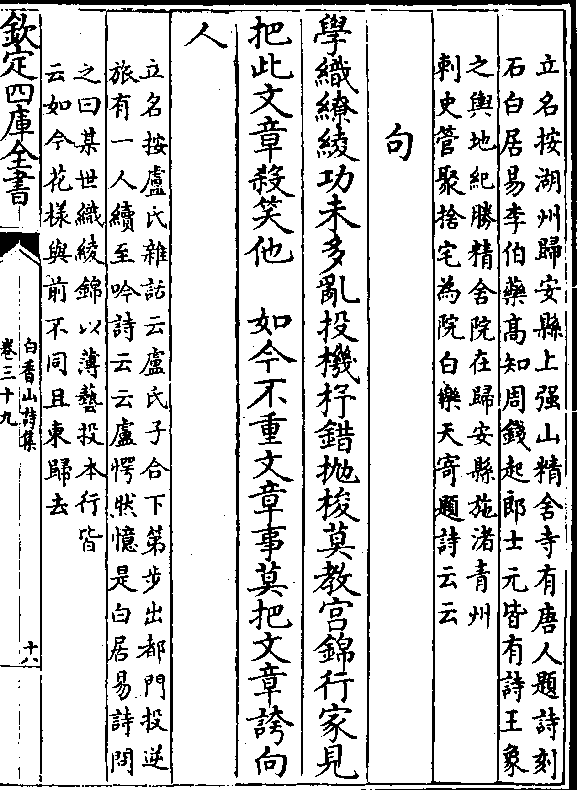 立名按湖州歸安縣上强山精舍寺有唐人題詩刻
石白居易李伯藥高知周錢起郎士元皆有詩王象
之輿地紀勝精舍院在歸安縣施渚青州
刺史管聚捨宅為院白樂天寄題詩云云
句
學織繚綾功未多亂投機杼錯拋梭莫教宮錦行家見
把此文章殺笑他　如今不重文章事莫把文章誇向
人
立名按盧氏雜話云盧氏子合下第步出都門投逆
旅有一人續至吟詩云云盧愕狀憶是白居易詩問
之曰某世織綾錦以薄藝投本行皆
云如今花樣與前不同且東歸去
欽定四庫全書
白香山詩集
卷三十九
十八